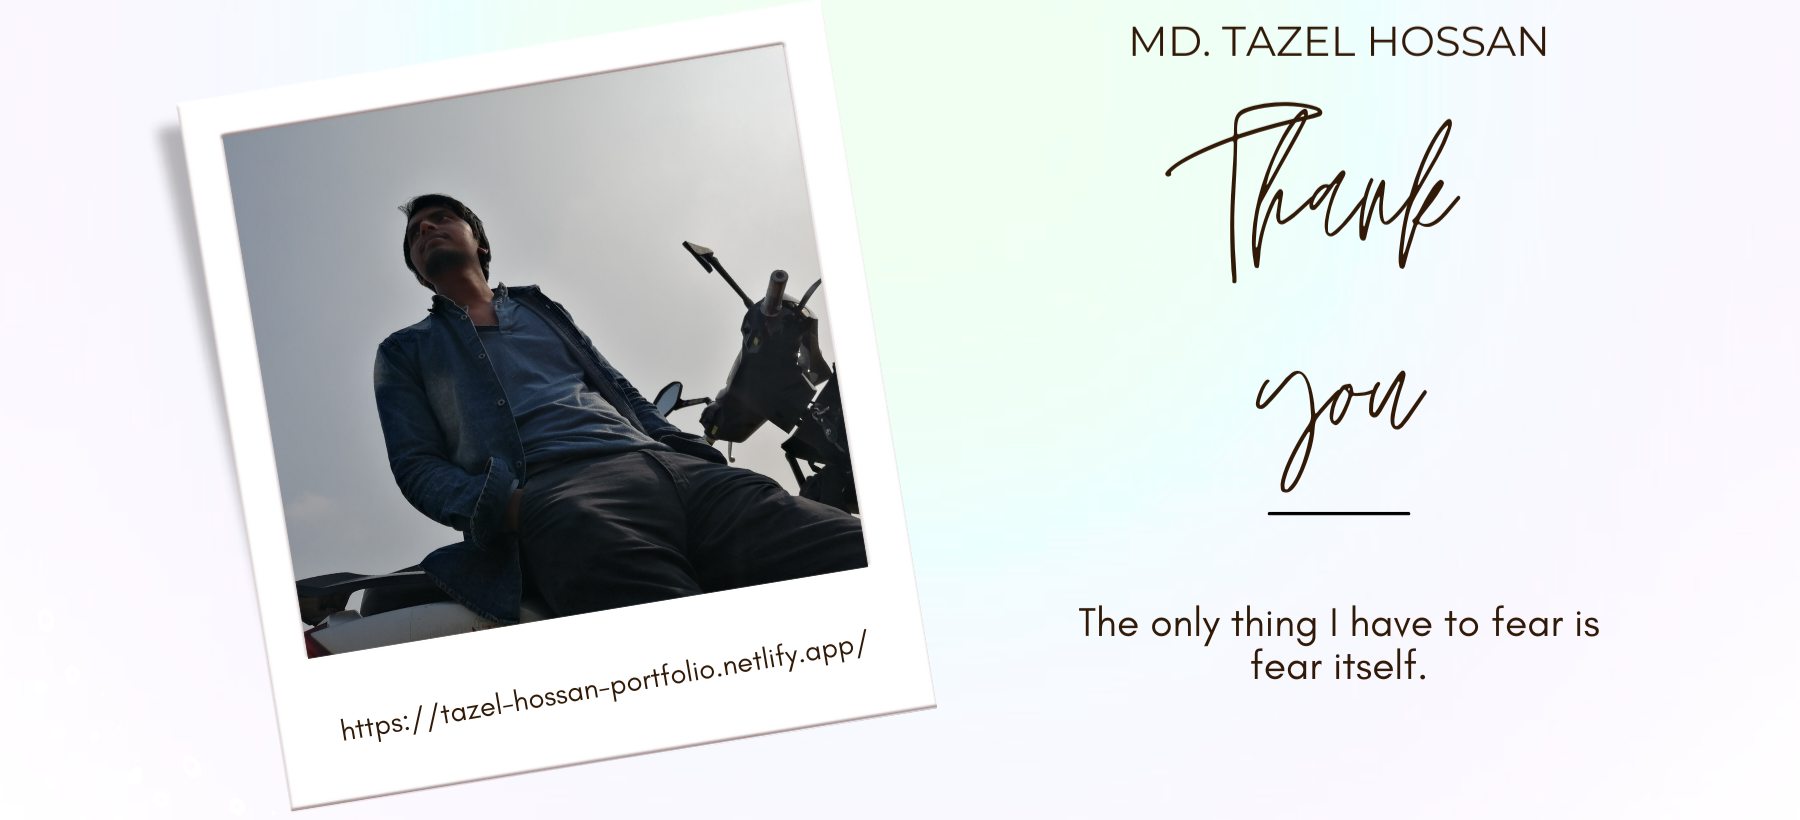 MD. TAZEL HOSSAN
Thank
you
The only thing I have to fear is
fear itself.
https://tazel-hossan-portfolio.netlify.app/